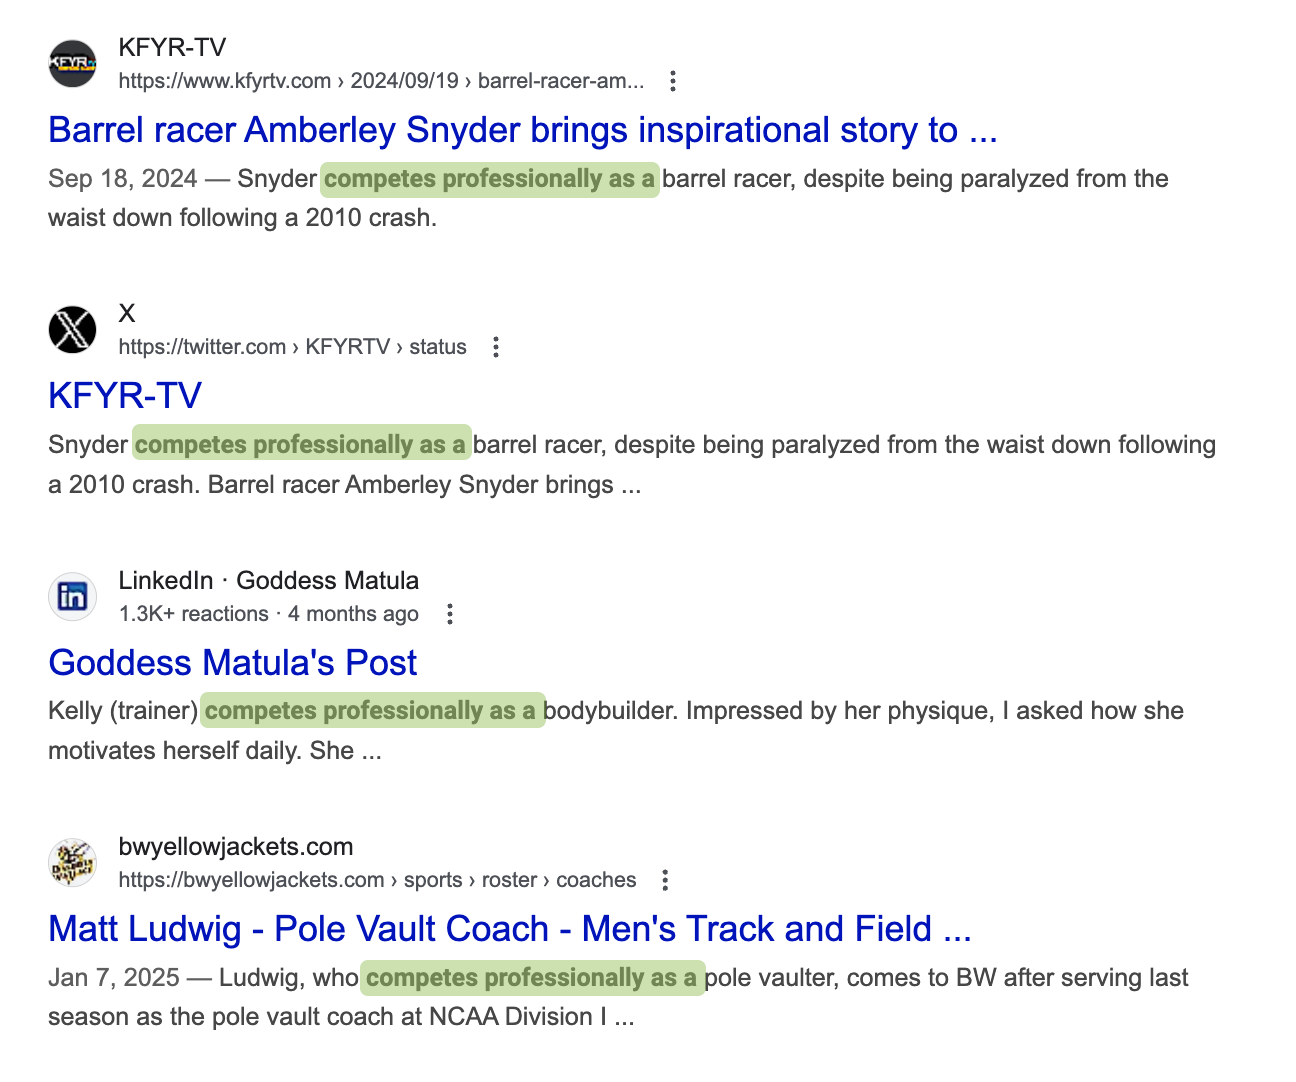 KFYR-TV
https://www.kfyrtv.com › 2024/09/19 › barrel-racer-am...
Barrel racer Amberley Snyder brings inspirational story to ...
Sep 18, 2024 — Snyder competes professionally as a barrel racer, despite being paralyzed from the
waist down following a 2010 crash.
X
https://twitter.com › KFYRTV › status
KFYR-TV
Snyder competes professionally as a barrel racer, despite being paralyzed from the waist down following
a 2010 crash. Barrel racer Amberley Snyder brings ...
LinkedIn · Goddess Matula
1.3K+ reactions · 4 months ago
Goddess Matula's Post
Kelly (trainer) competes professionally as a bodybuilder. Impressed by her physique, I asked how she
motivates herself daily. She ...
bwyellowjackets.com
https://bwyellowjackets.com › sports › roster › coaches
Matt Ludwig - Pole Vault Coach - Men's Track and Field ...
Jan 7, 2025 — Ludwig, who competes professionally as a pole vaulter, comes to BW after serving last
season as the pole vault coach at NCAA Division I ...